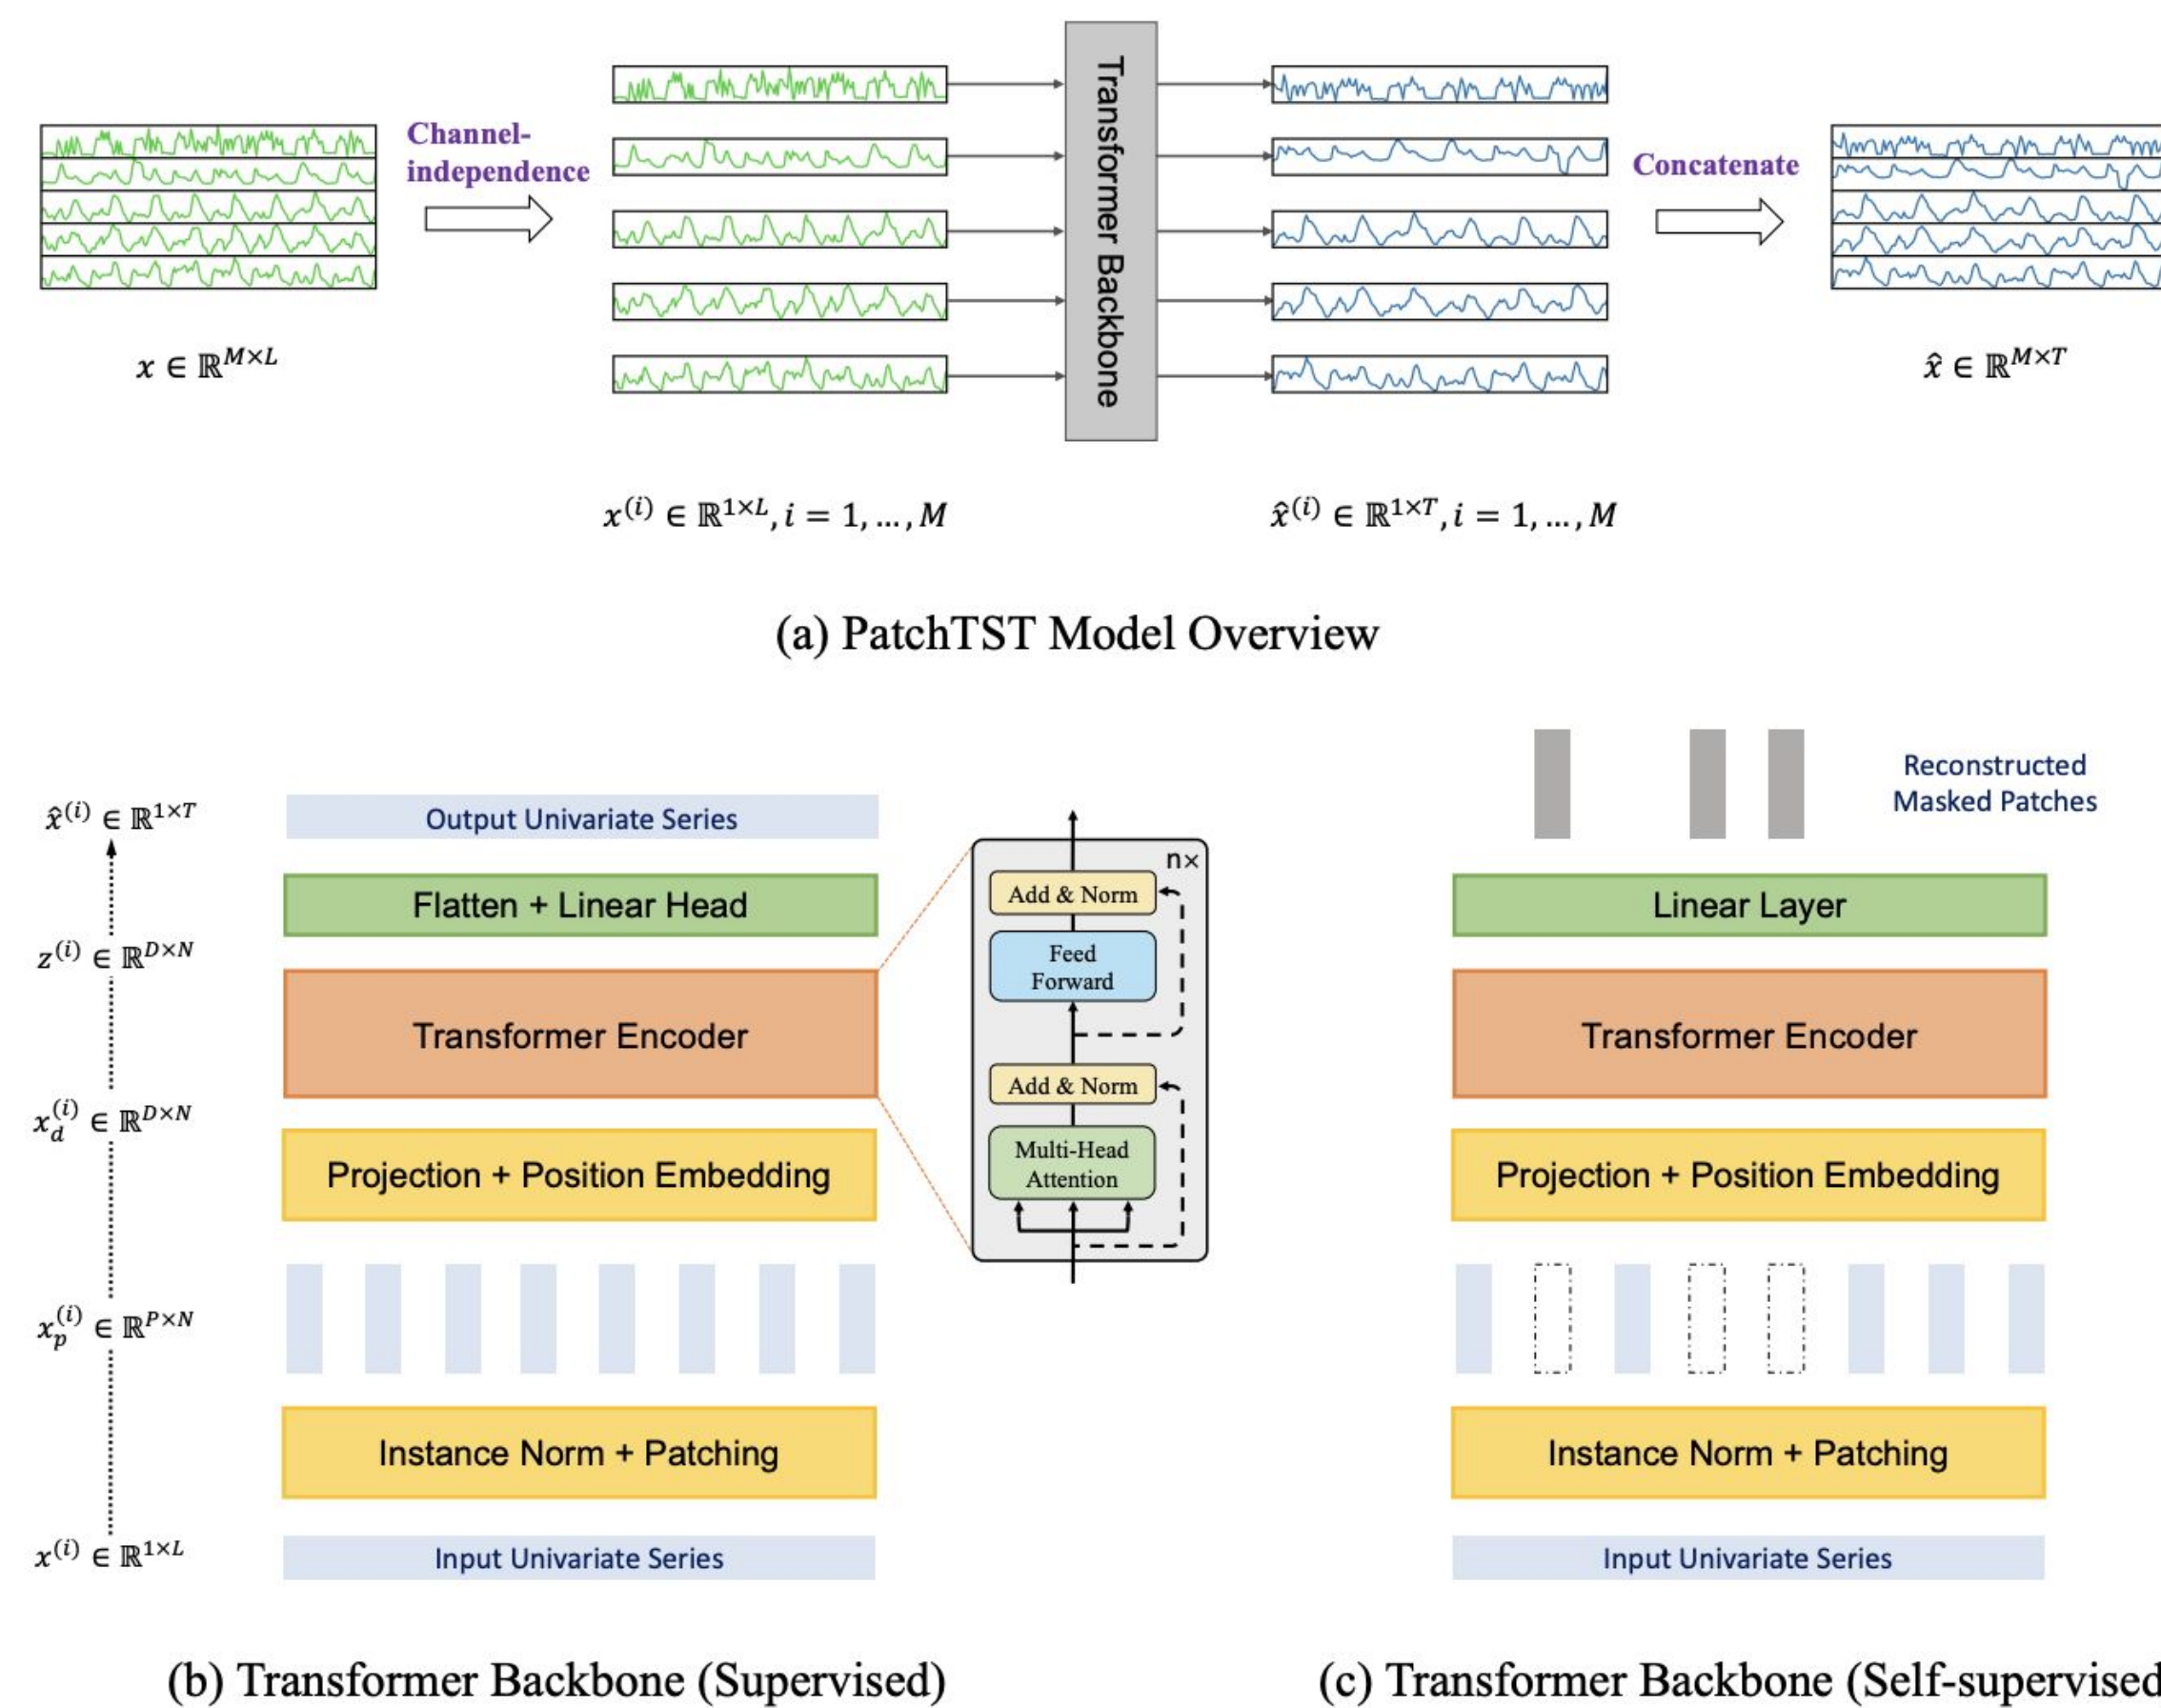 Channel-
independence
Transformer Backbone
Concatenate
x ∈ ℝ^{M×L}
x̂ ∈ ℝ^{M×T}
x^{(i)} ∈ ℝ^{1×L}, i = 1, ..., M
x̂^{(i)} ∈ ℝ^{1×T}, i = 1, ..., M
(a) PatchTST Model Overview
x̂^{(i)} ∈ ℝ^{1×T}
z^{(i)} ∈ ℝ^{D×N}
x_d^{(i)} ∈ ℝ^{D×N}
x_p^{(i)} ∈ ℝ^{P×N}
x^{(i)} ∈ ℝ^{1×L}
Output Univariate Series
Flatten + Linear Head
Transformer Encoder
Projection + Position Embedding
Instance Norm + Patching
Input Univariate Series
n×
Add & Norm
Feed
Forward
Add & Norm
Multi-Head
Attention
(b) Transformer Backbone (Supervised)
Reconstructed
Masked Patches
Linear Layer
Transformer Encoder
Projection + Position Embedding
Instance Norm + Patching
Input Univariate Series
(c) Transformer Backbone (Self-supervised